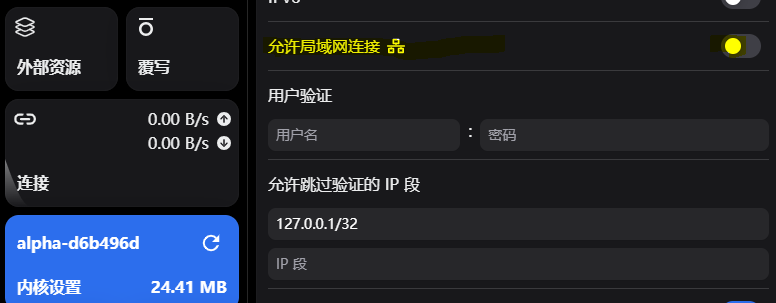 外部资源
覆写
0.00 B/s
0.00 B/s
连接
alpha-d6b496d
内核设置
24.41 MB
IPv6
允许局域网连接
用户验证
用户名
:
密码
允许跳过验证的 IP 段
127.0.0.1/32
IP 段